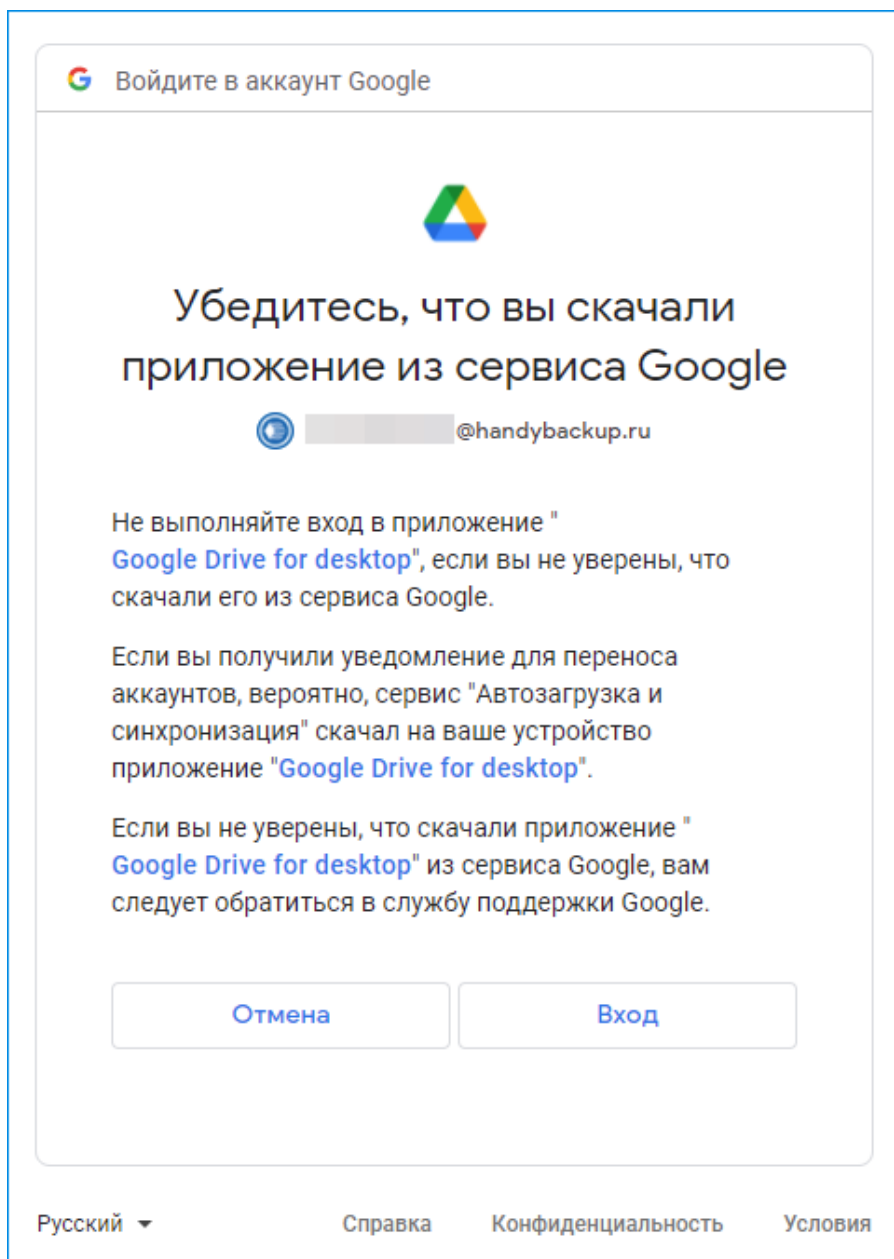 Войдите в аккаунт Google
Убедитесь, что вы скачали
приложение из сервиса Google
@handybackup.ru
Не выполняйте вход в приложение "
Google Drive for desktop", если вы не уверены, что
скачали его из сервиса Google.
Если вы получили уведомление для переноса
аккаунтов, вероятно, сервис "Автозагрузка и
синхронизация" скачал на ваше устройство
приложение "Google Drive for desktop".
Если вы не уверены, что скачали приложение "
Google Drive for desktop" из сервиса Google, вам
следует обратиться в службу поддержки Google.
Отмена Вход
Русский Справка Конфиденциальность Условия